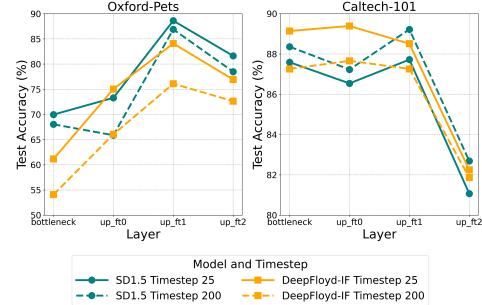 Oxford-Pets
Caltech-101
Test Accuracy (%)
90
85
80
75
70
65
60
55
50
bottleneck
up_ft0
up_ft1
up_ft2
Layer
Test Accuracy (%)
90
88
86
84
82
80
bottleneck
up_ft0
up_ft1
up_ft2
Layer
Model and Timestep
SD1.5 Timestep 25
DeepFloyd-IF Timestep 25
SD1.5 Timestep 200
DeepFloyd-IF Timestep 200